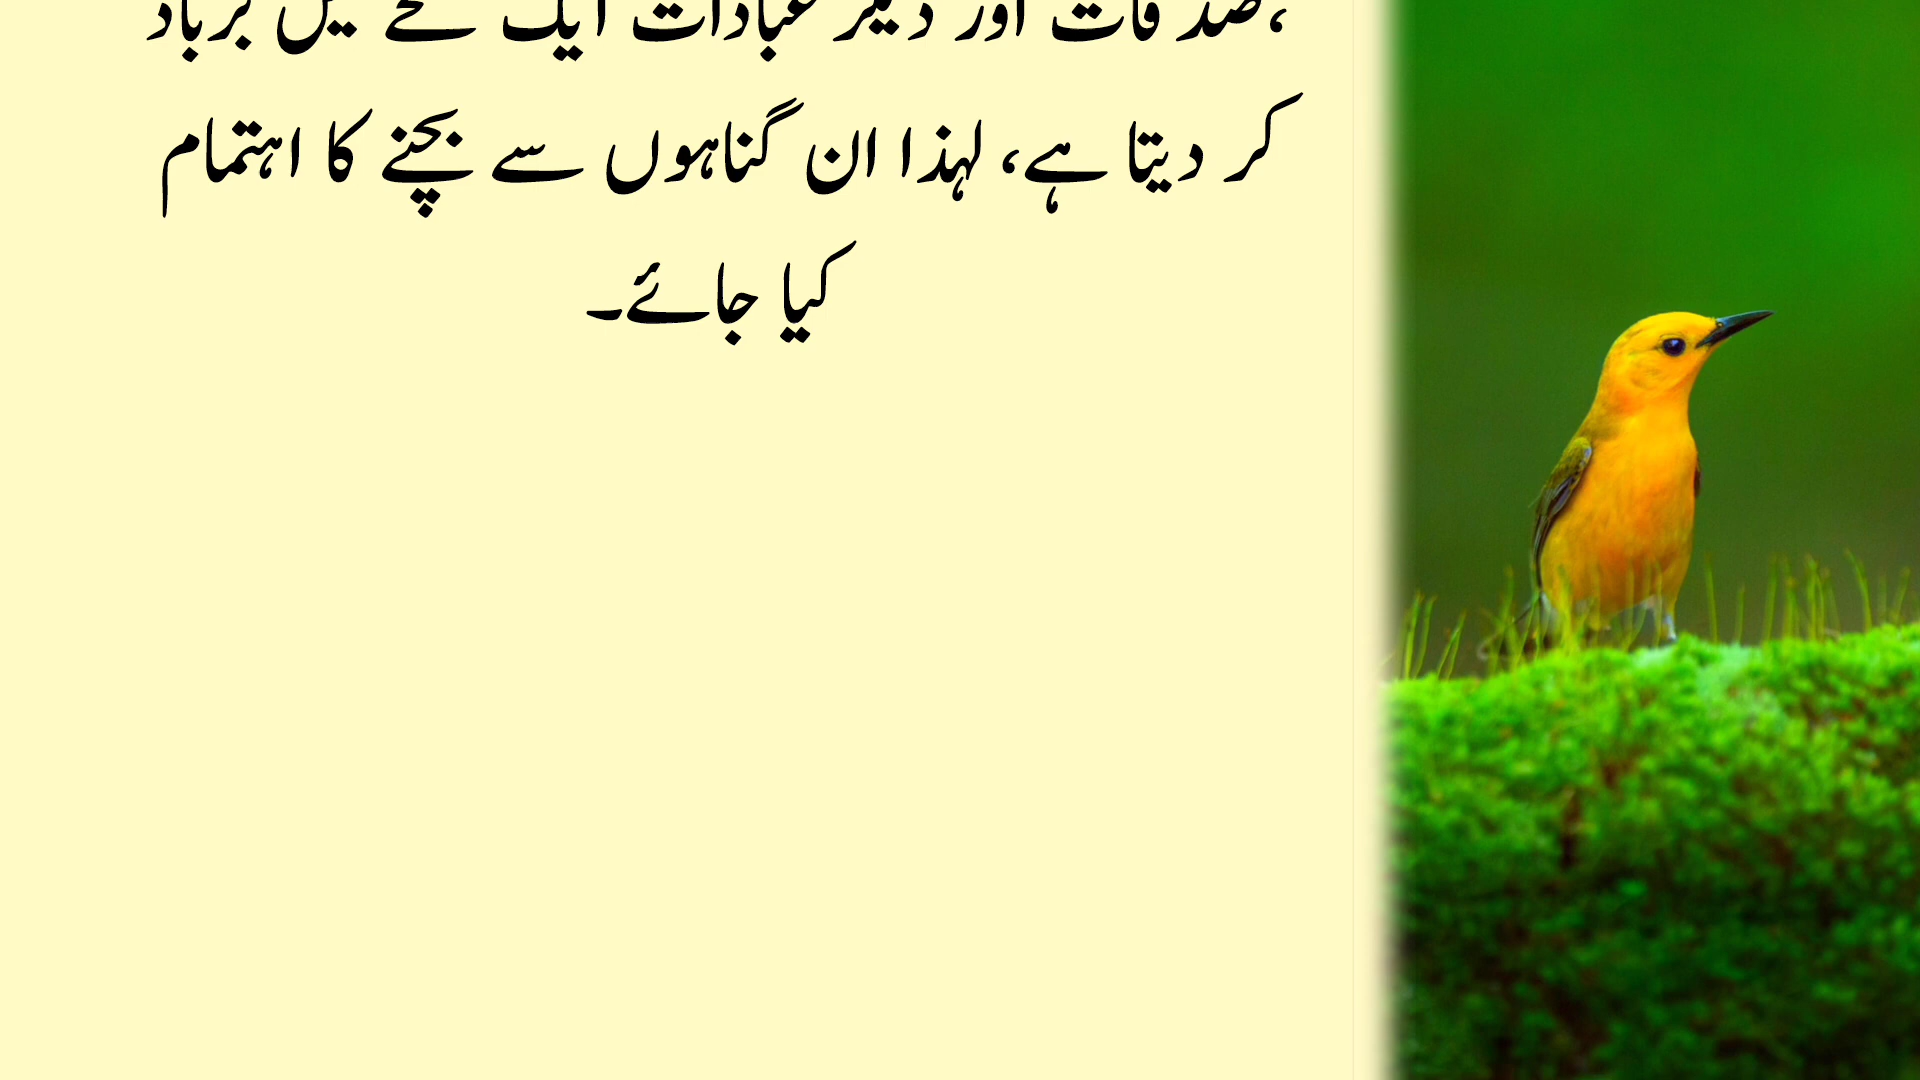 صدقات اور دیگر عبادات ایک لمحے میں برباد،
کر دیتا ہے، لہذا ان گناہوں سے بچنے کا اہتمام
کیا جائے۔